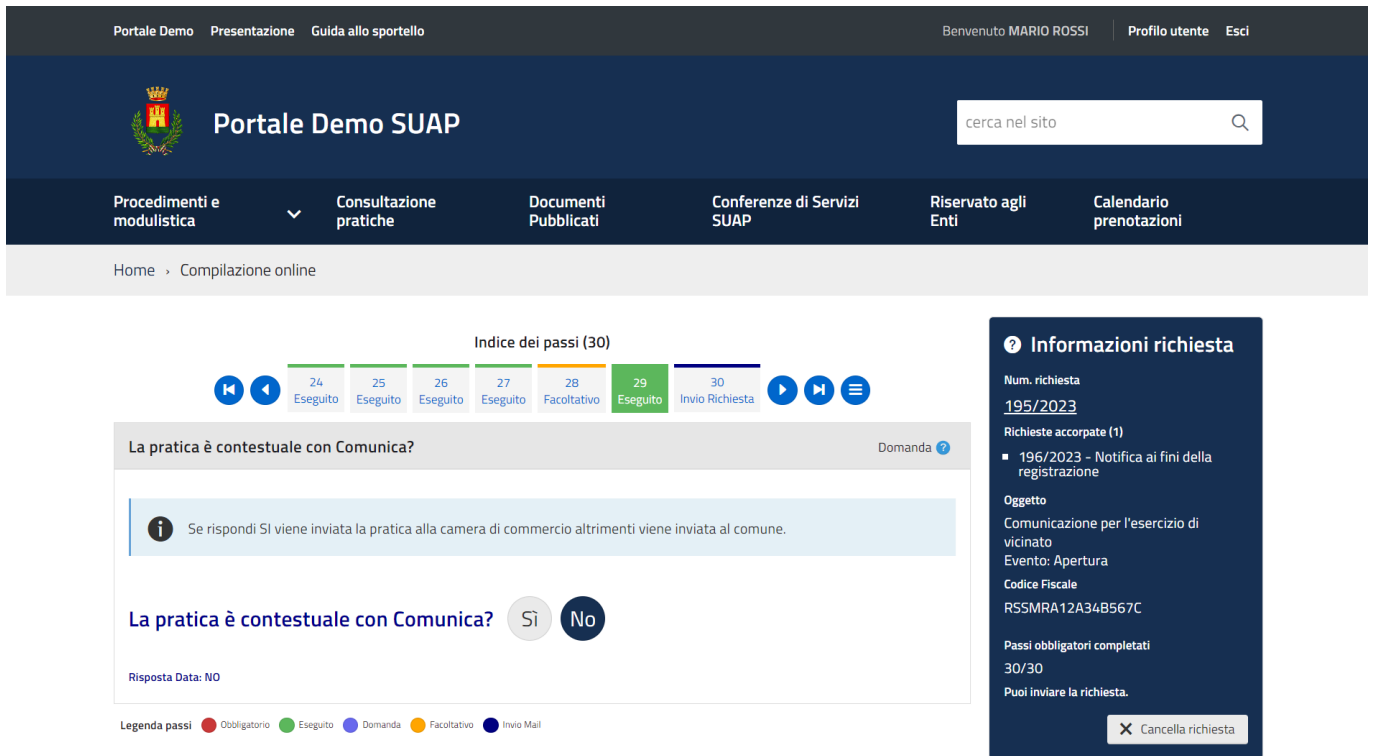 Portale Demo Presentazione Guida allo sportello
Benvenuto MARIO ROSSI Profilo utente Esci
Portale Demo SUAP
cerca nel sito
Procedimenti e modulistica
Consultazione pratiche
Documenti Pubblicati
Conferenze di Servizi SUAP
Riservato agli Enti
Calendario prenotazioni
Home › Compilazione online
Indice dei passi (30)
24 Eseguito
25 Eseguito
26 Eseguito
27 Eseguito
28 Facoltativo
29 Eseguito
30 Invio Richiesta
La pratica è contestuale con Comunica?
Domanda ?
Se rispondi SI viene inviata la pratica alla camera di commercio altrimenti viene inviata al comune.
La pratica è contestuale con Comunica? Sì No
Risposta Data: NO
Legenda passi Obbligatorio Eseguito Domanda Facoltativo Invio Mail
Informazioni richiesta
Num. richiesta
195/2023
Richieste accorpate (1)
196/2023 - Notifica ai fini della
registrazione
Oggetto
Comunicazione per l'esercizio di
vicinato
Evento: Apertura
Codice Fiscale
RSSMRA12A34B567C
Passi obbligatori completati
30/30
Puoi inviare la richiesta.
Cancella richiesta